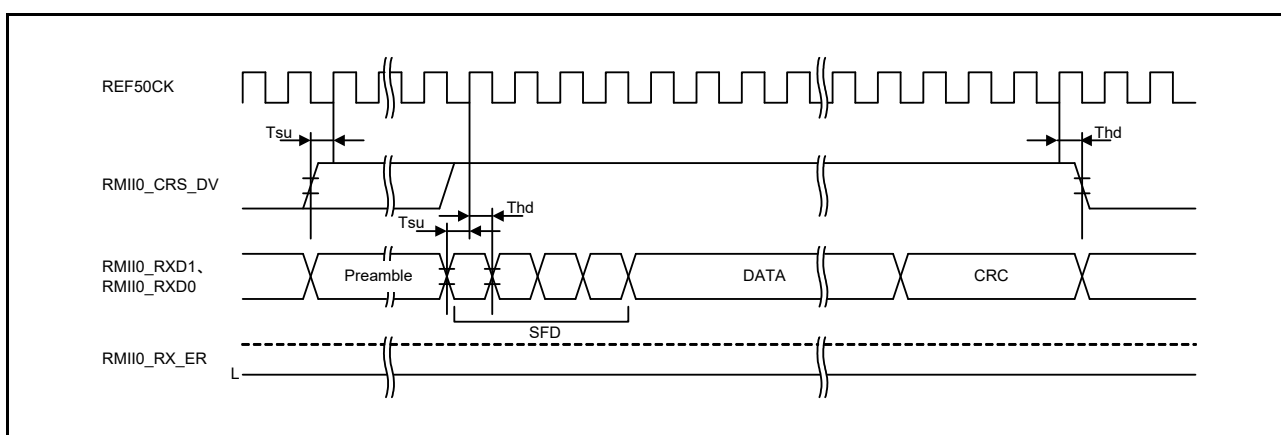 REF50CK
Tsu
Thd
RMII0_CRS_DV
Tsu
Thd
RMII0_RXD1、
RMII0_RXD0
Preamble
DATA
CRC
SFD
RMII0_RX_ER
L